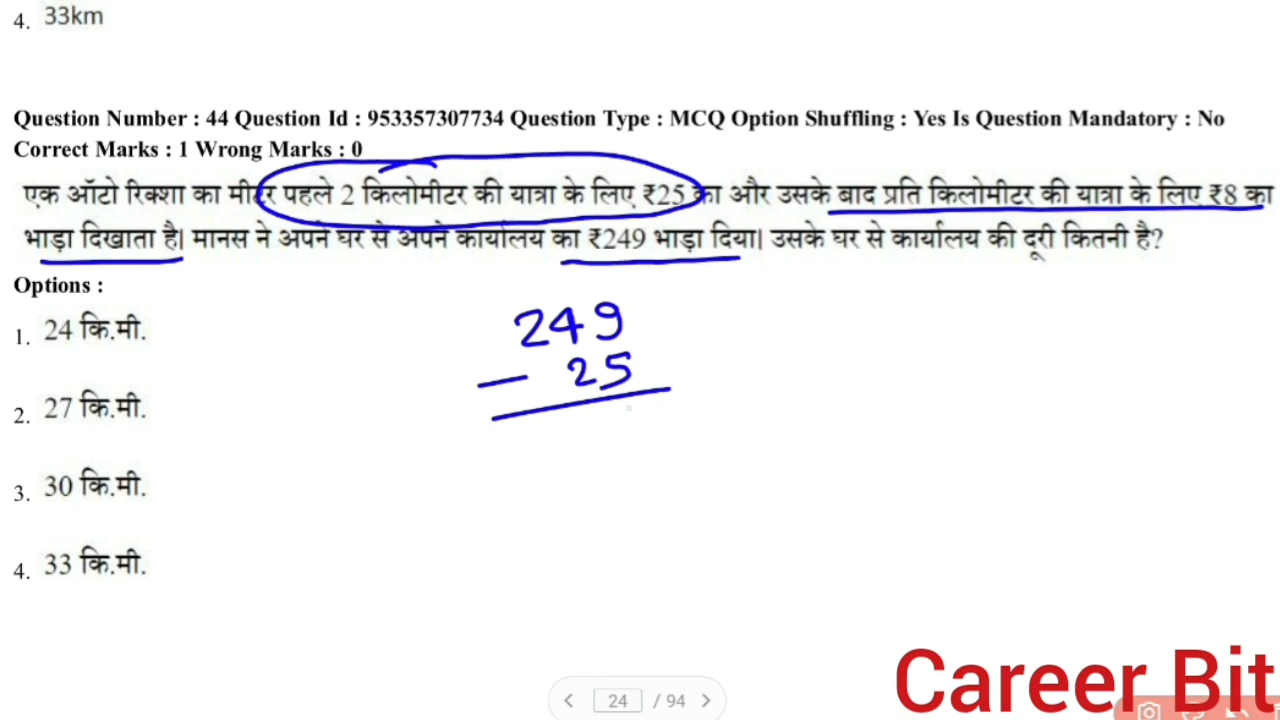 4. 33km
Question Number : 44 Question Id : 953357307734 Question Type : MCQ Option Shuffling : Yes Is Question Mandatory : No
Correct Marks : 1 Wrong Marks : 0
एक ऑटो रिक्शा का मीटर पहले 2 किलोमीटर की यात्रा के लिए ₹25 का और उसके बाद प्रति किलोमीटर की यात्रा के लिए ₹8 का
भाड़ा दिखाता है। मानस ने अपने घर से अपने कार्यालय का ₹249 भाड़ा दिया। उसके घर से कार्यालय की दूरी कितनी है?
Options :
1. 24 कि.मी.
2. 27 कि.मी.
3. 30 कि.मी.
4. 33 कि.मी.
249
– 25
24 / 94
Career Bit